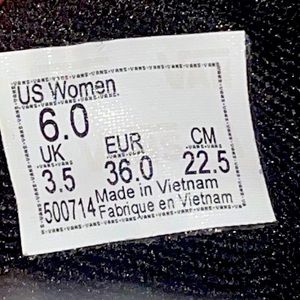 US Women
6.0
UK EUR CM
3.5 36.0 22.5
Made in Vietnam
500714 Fabrique en Vietnam